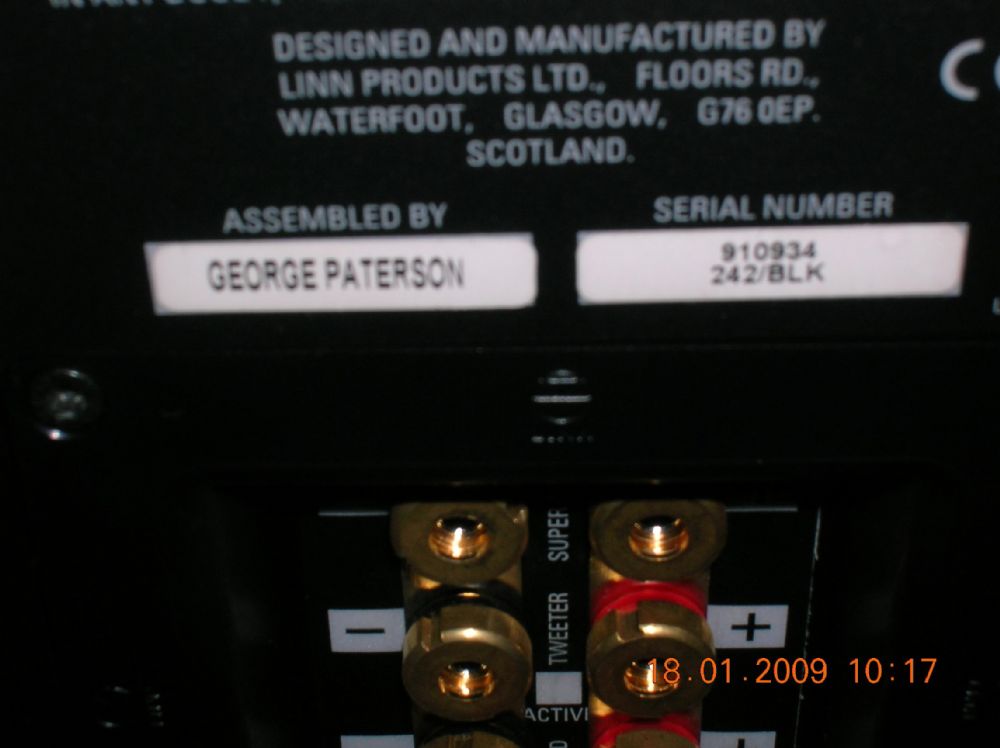 DESIGNED AND MANUFACTURED BY
LINN PRODUCTS LTD., FLOORS RD.,
WATERFOOT, GLASGOW, G76 0EP.
SCOTLAND.
ASSEMBLED BY
SERIAL NUMBER
GEORGE PATERSON
910934
242/BLK
SUPER
− +
TWEETER
18.01.2009 10:17